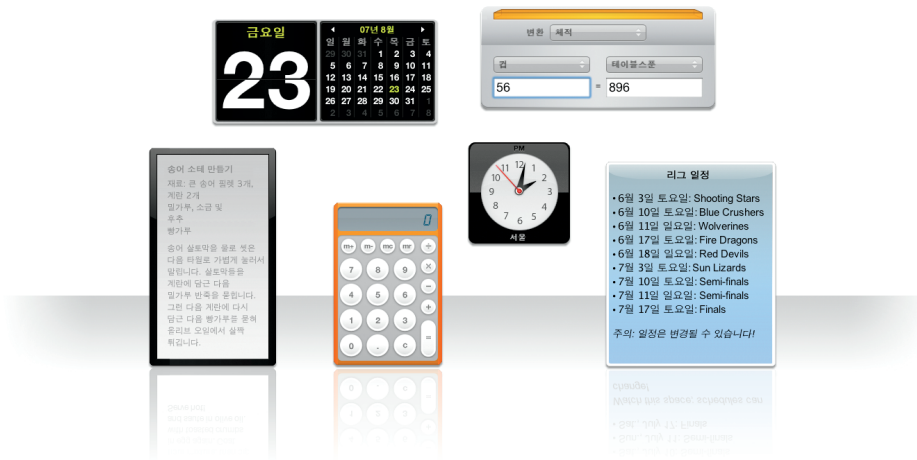 금요일
23
07년 8월
일 월 화 수 목 금 토
29 30 31 1 2 3 4
5 6 7 8 9 10 11
12 13 14 15 16 17 18
19 20 21 22 23 24 25
26 27 28 29 30 31 1
2 3 4 5 6 7 8
변환 체적
컵 테이블스푼
56 = 896
송어 소테 만들기
재료: 큰 송어 필렛 3개,
계란 2개
밀가루, 소금 및
후추
빵가루
송어 살토막을 물로 씻은
다음 타월로 가볍게 눌러서
말립니다. 살토막들을
계란에 담근 다음
밀가루 반죽을 묻힙니다.
그런 다음 계란에 다시
담근 다음 빵가루를 묻혀
올리브 오일에서 살짝
튀깁니다.
0
m+ m- mc mr ÷
7 8 9 ×
4 5 6 −
1 2 3 +
0 . c =
PM
12
11 1
10 2
9 3
8 4
7 5
6
서울
리그 일정
• 6월 3일 토요일: Shooting Stars
• 6월 10일 토요일: Blue Crushers
• 6월 11일 일요일: Wolverines
• 6월 17일 토요일: Fire Dragons
• 6월 18일 일요일: Red Devils
• 7월 3일 토요일: Sun Lizards
• 7월 10일 토요일: Semi-finals
• 7월 11일 일요일: Semi-finals
• 7월 17일 토요일: Finals
주의: 일정은 변경될 수 있습니다!
change!
Watch this space: schedules can
• Sat., July 17: Finals
• Sun., July 11: Semi-finals